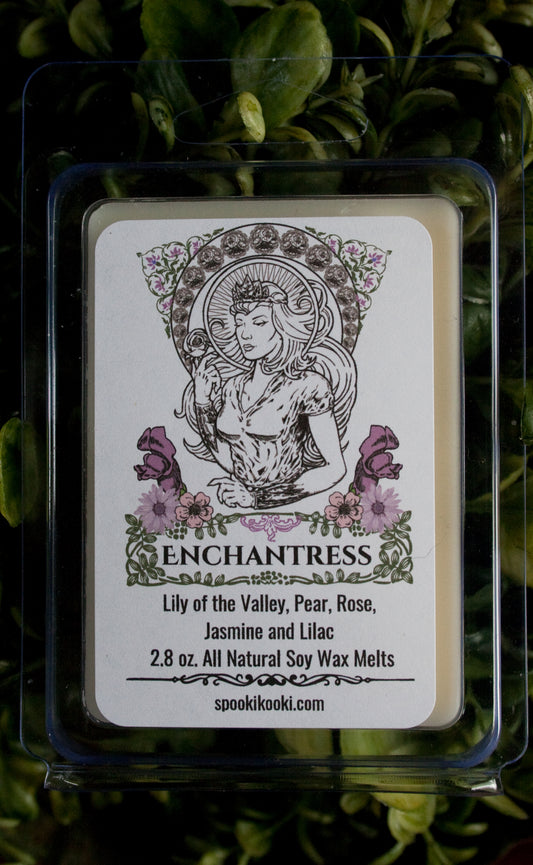 Enchantress
Lily of the Valley, Pear, Rose,
Jasmine and Lilac
2.8 oz. All Natural Soy Wax Melts
spookikooki.com